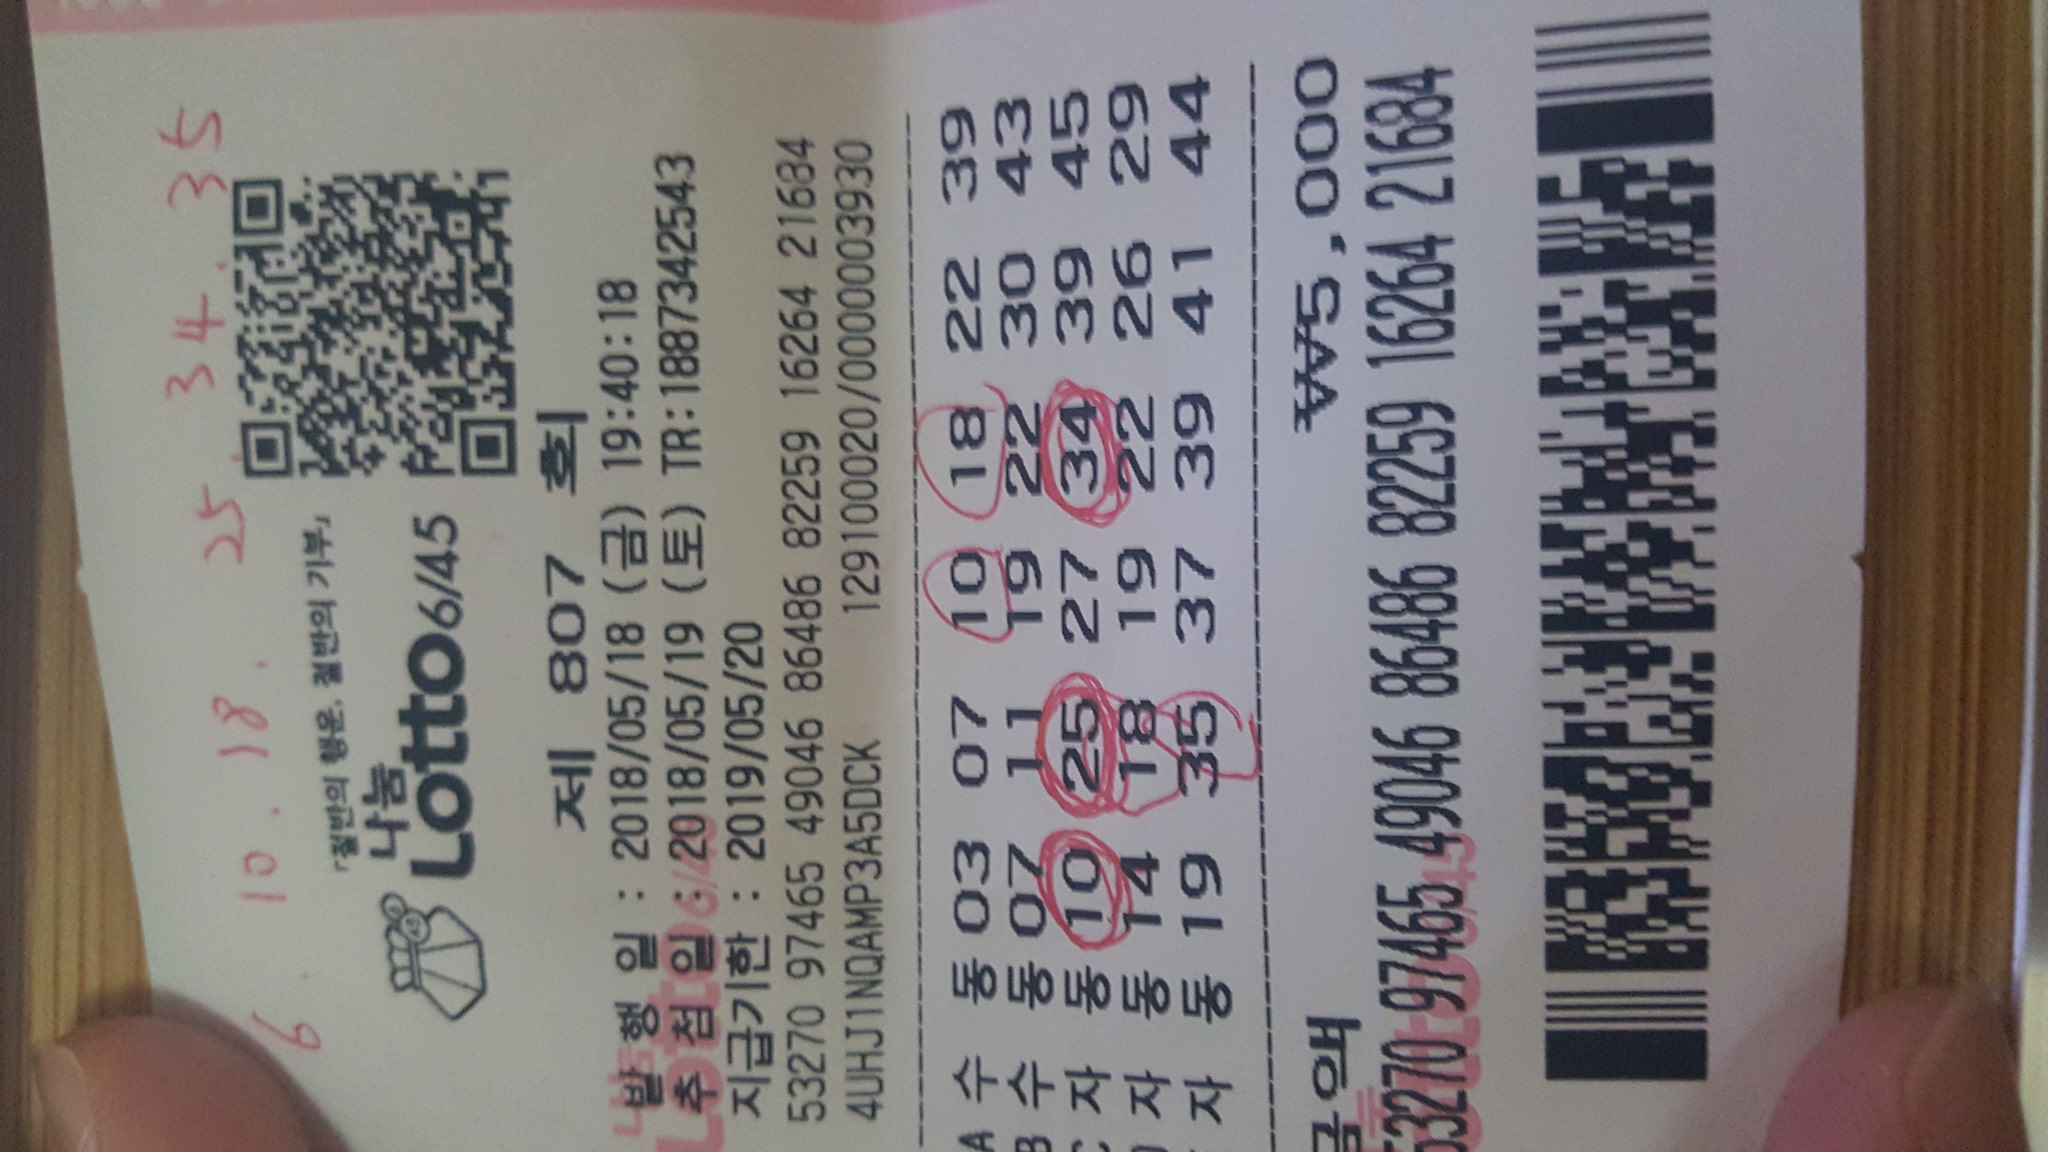 6. 10. 18. 25. 34. 35
「절반의 행운, 절반의 기부」
나눔
Lotto6/45
제 807 회
발 행 일 : 2018/05/18 (금) 19:40:18
추 첨 일 : 2018/05/19 (토) TR:1887342543
지급기한 : 2019/05/20
53270 97465 49046 86486 82259 16264 21684
4UHJ1NQAMP3A5DCK 1291000020/0000003930
A 수 동 03 07 10 18 22 39
B 수 동 07 11 19 22 30 43
C 자 동 10 25 27 34 39 45
자 동 14 18 19 22 26 29
자 동 19 35 37 39 41 44
금액 ₩5,000
53270 97465 49046 86486 82259 16264 21684